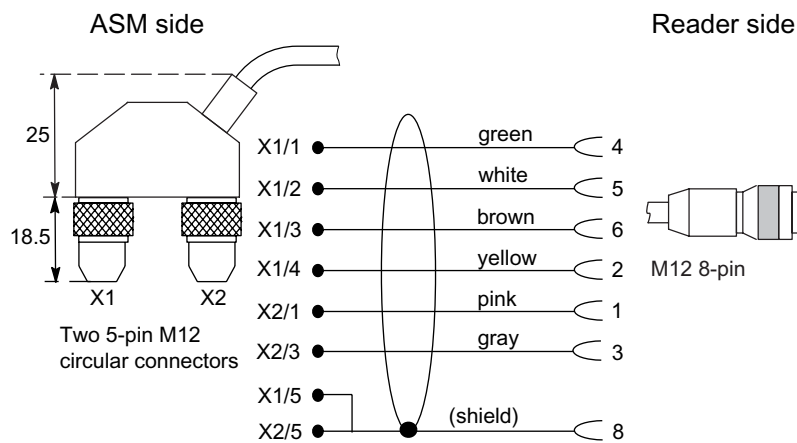 ASM side
Reader side
25
18.5
X1
X2
Two 5-pin M12
circular connectors
X1/1
green
4
X1/2
white
5
X1/3
brown
6
X1/4
yellow
2
X2/1
pink
1
X2/3
gray
3
X1/5
X2/5
(shield)
8
M12 8-pin